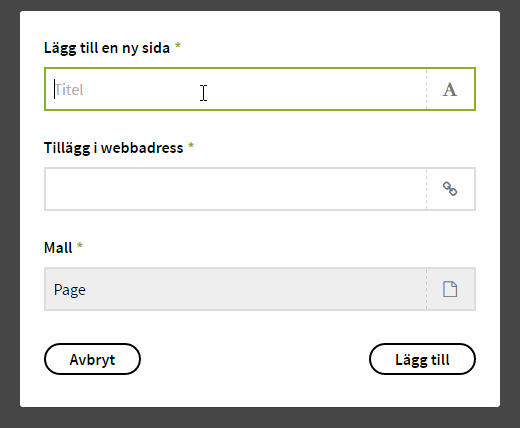 Lägg till en ny sida *
Titel
A
Tillägg i webbadress *
Mall *
Page
Avbryt
Lägg till